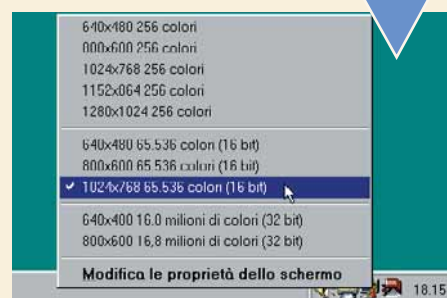 640x480 256 colori
800x600 256 colori
1024x768 256 colori
1152x864 256 colori
1280x1024 256 colori
640x480 65.536 colori (16 bit)
800x600 65.536 colori (16 bit)
1024x768 65.536 colori (16 bit)
640x480 16.8 milioni di colori (32 bit)
800x600 16,8 milioni di colori (32 bit)
Modifica le proprietà dello schermo
18.15